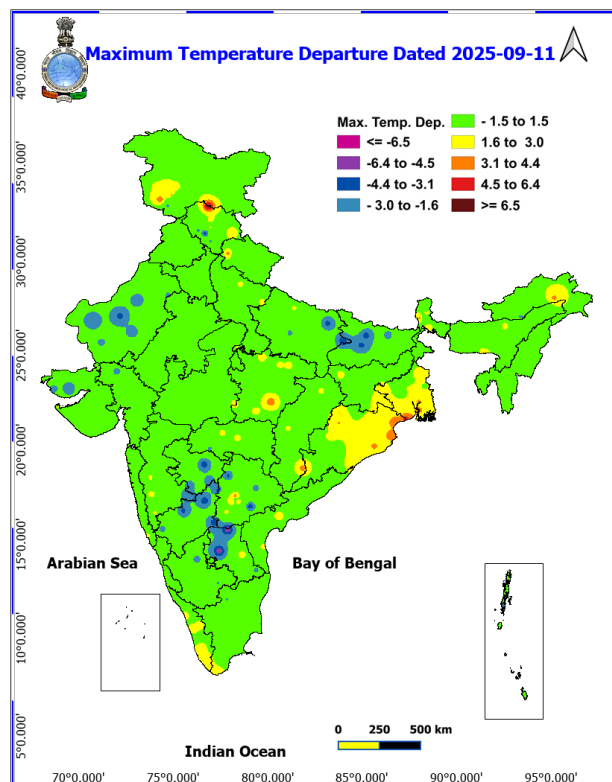 Maximum Temperature Departure Dated 2025-09-11
Max. Temp. Dep.
<= -6.5
-6.4 to -4.5
-4.4 to -3.1
- 3.0 to -1.6
- 1.5 to 1.5
1.6 to 3.0
3.1 to 4.4
4.5 to 6.4
>= 6.5
40°0.000'
35°0.000'
30°0.000'
25°0.000'
20°0.000'
15°0.000'
10°0.000'
5°0.000'
Arabian Sea
Bay of Bengal
Indian Ocean
0 250 500 km
70°0.000' 75°0.000' 80°0.000' 85°0.000' 90°0.000' 95°0.000'